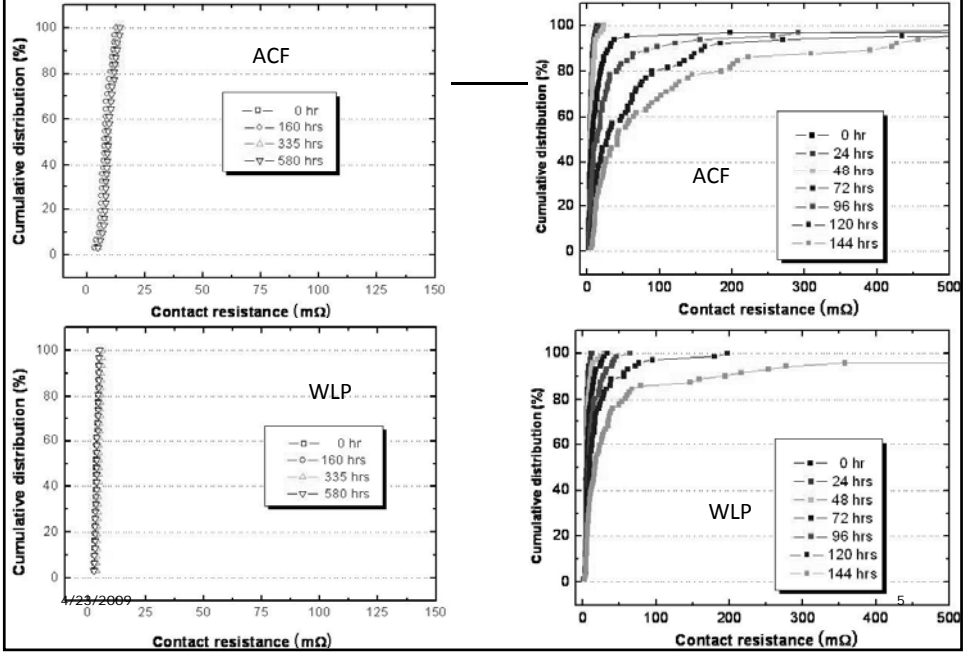 100
80
60
40
20
0
Cumulative distribution (%)
ACF
0 hr
160 hrs
335 hrs
580 hrs
0 25 50 75 100 125 150
Contact resistance (mΩ)
100
80
60
40
20
0
Cumulative distribution (%)
ACF
0 hr
24 hrs
48 hrs
72 hrs
96 hrs
120 hrs
144 hrs
0 100 200 300 400 500
Contact resistance (mΩ)
100
80
60
40
20
0
Cumulative distribution (%)
WLP
0 hr
160 hrs
335 hrs
580 hrs
4/23/2009
0 25 50 75 100 125 150
Contact resistance (mΩ)
100
80
60
40
20
0
Cumulative distribution (%)
WLP
0 hr
24 hrs
48 hrs
72 hrs
96 hrs
120 hrs
144 hrs
5
0 100 200 300 400 500
Contact resistance (mΩ)